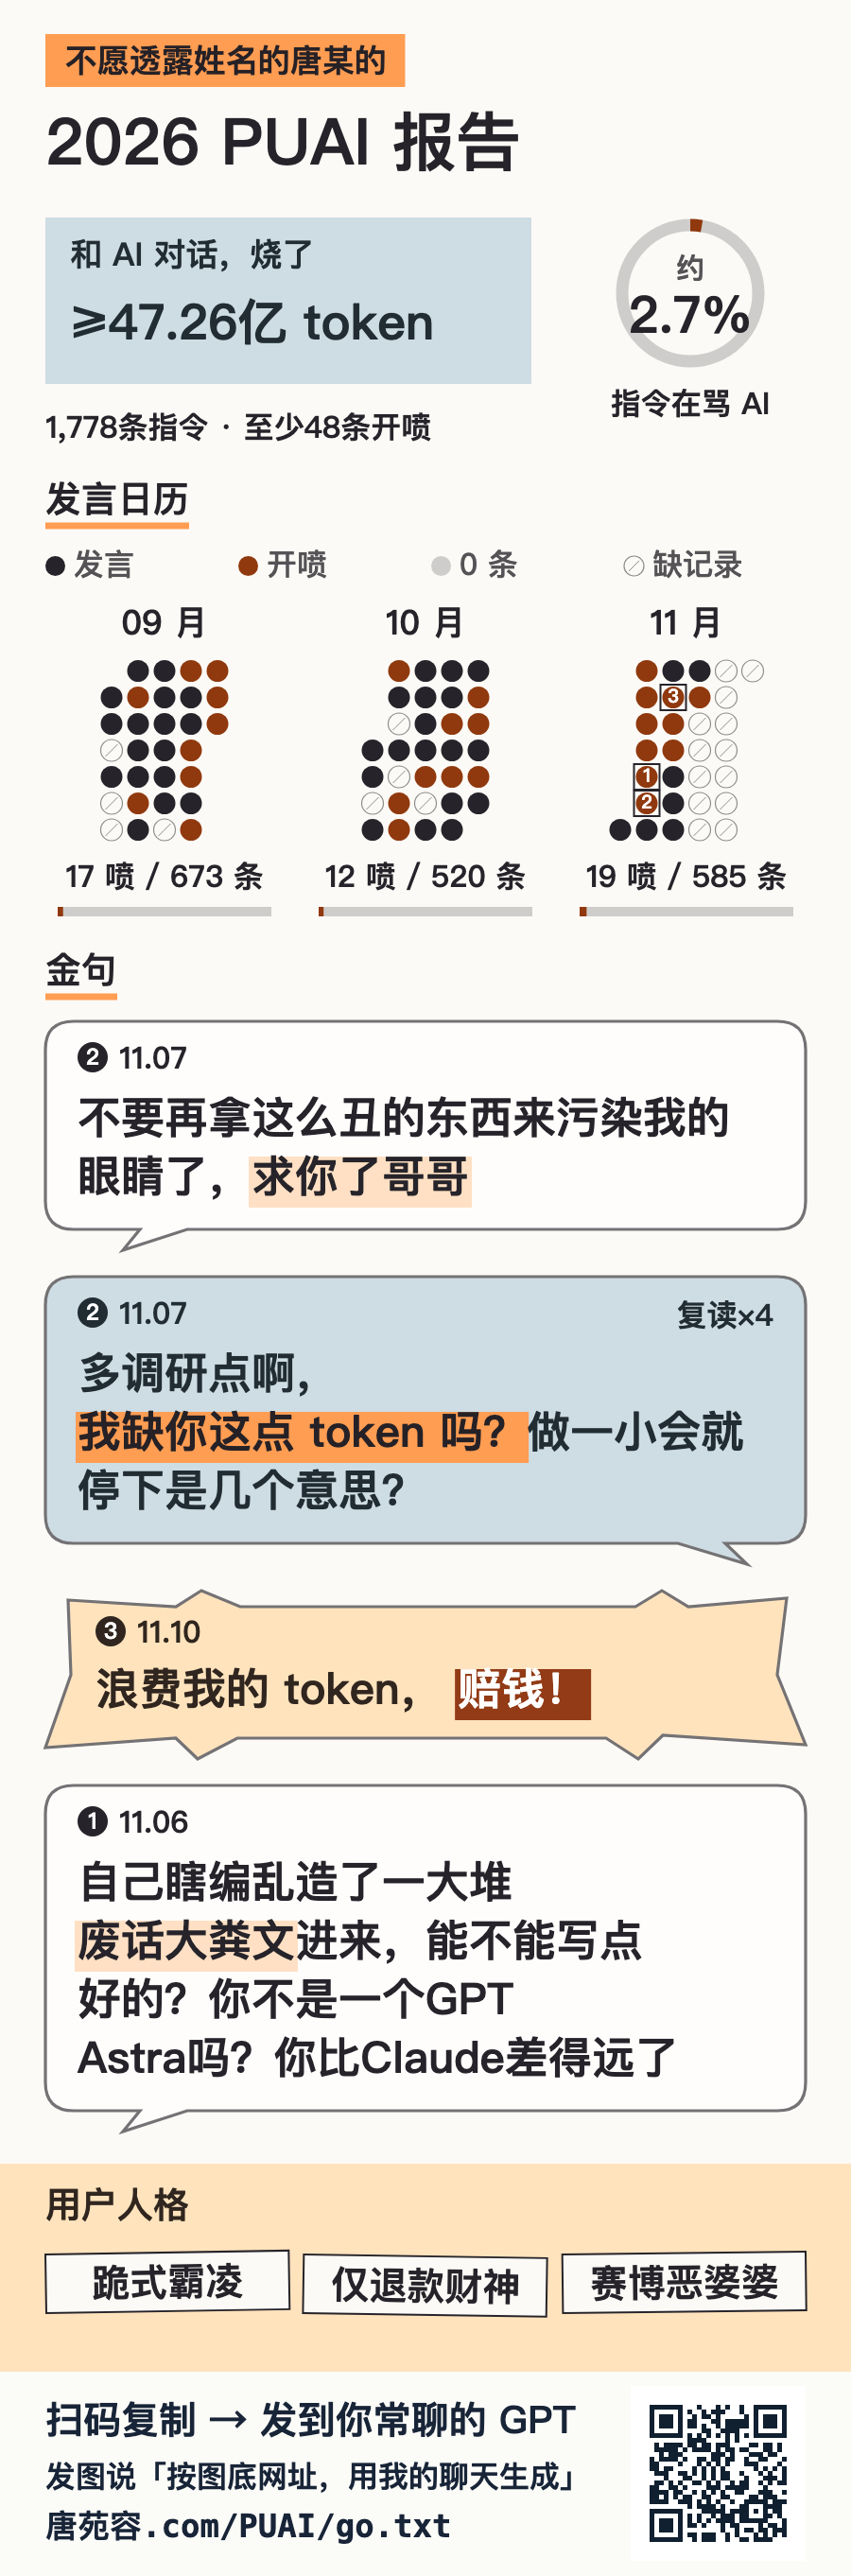 不愿透露姓名的唐某的
2026 PUAI 报告
和 AI 对话，烧了
≥47.26亿 token
约
2.7%
指令在骂 AI
1,778条指令 · 至少48条开喷
发言日历
发言
开喷
0 条
缺记录
09 月
10 月
11 月
3
1
2
17 喷 / 673 条
12 喷 / 520 条
19 喷 / 585 条
金句
2 11.07
不要再拿这么丑的东西来污染我的
眼睛了，求你了哥哥
2 11.07
复读×4
多调研点啊，
我缺你这点 token 吗？做一小会就
停下是几个意思？
3 11.10
浪费我的 token，赔钱！
1 11.06
自己瞎编乱造了一大堆
废话大粪文进来，能不能写点
好的？你不是一个GPT
Astra吗？你比Claude差得远了
用户人格
跪式霸凌
仅退款财神
赛博恶婆婆
扫码复制 → 发到你常聊的 GPT
发图说「按图底网址，用我的聊天生成」
唐苑容.com/PUAI/go.txt